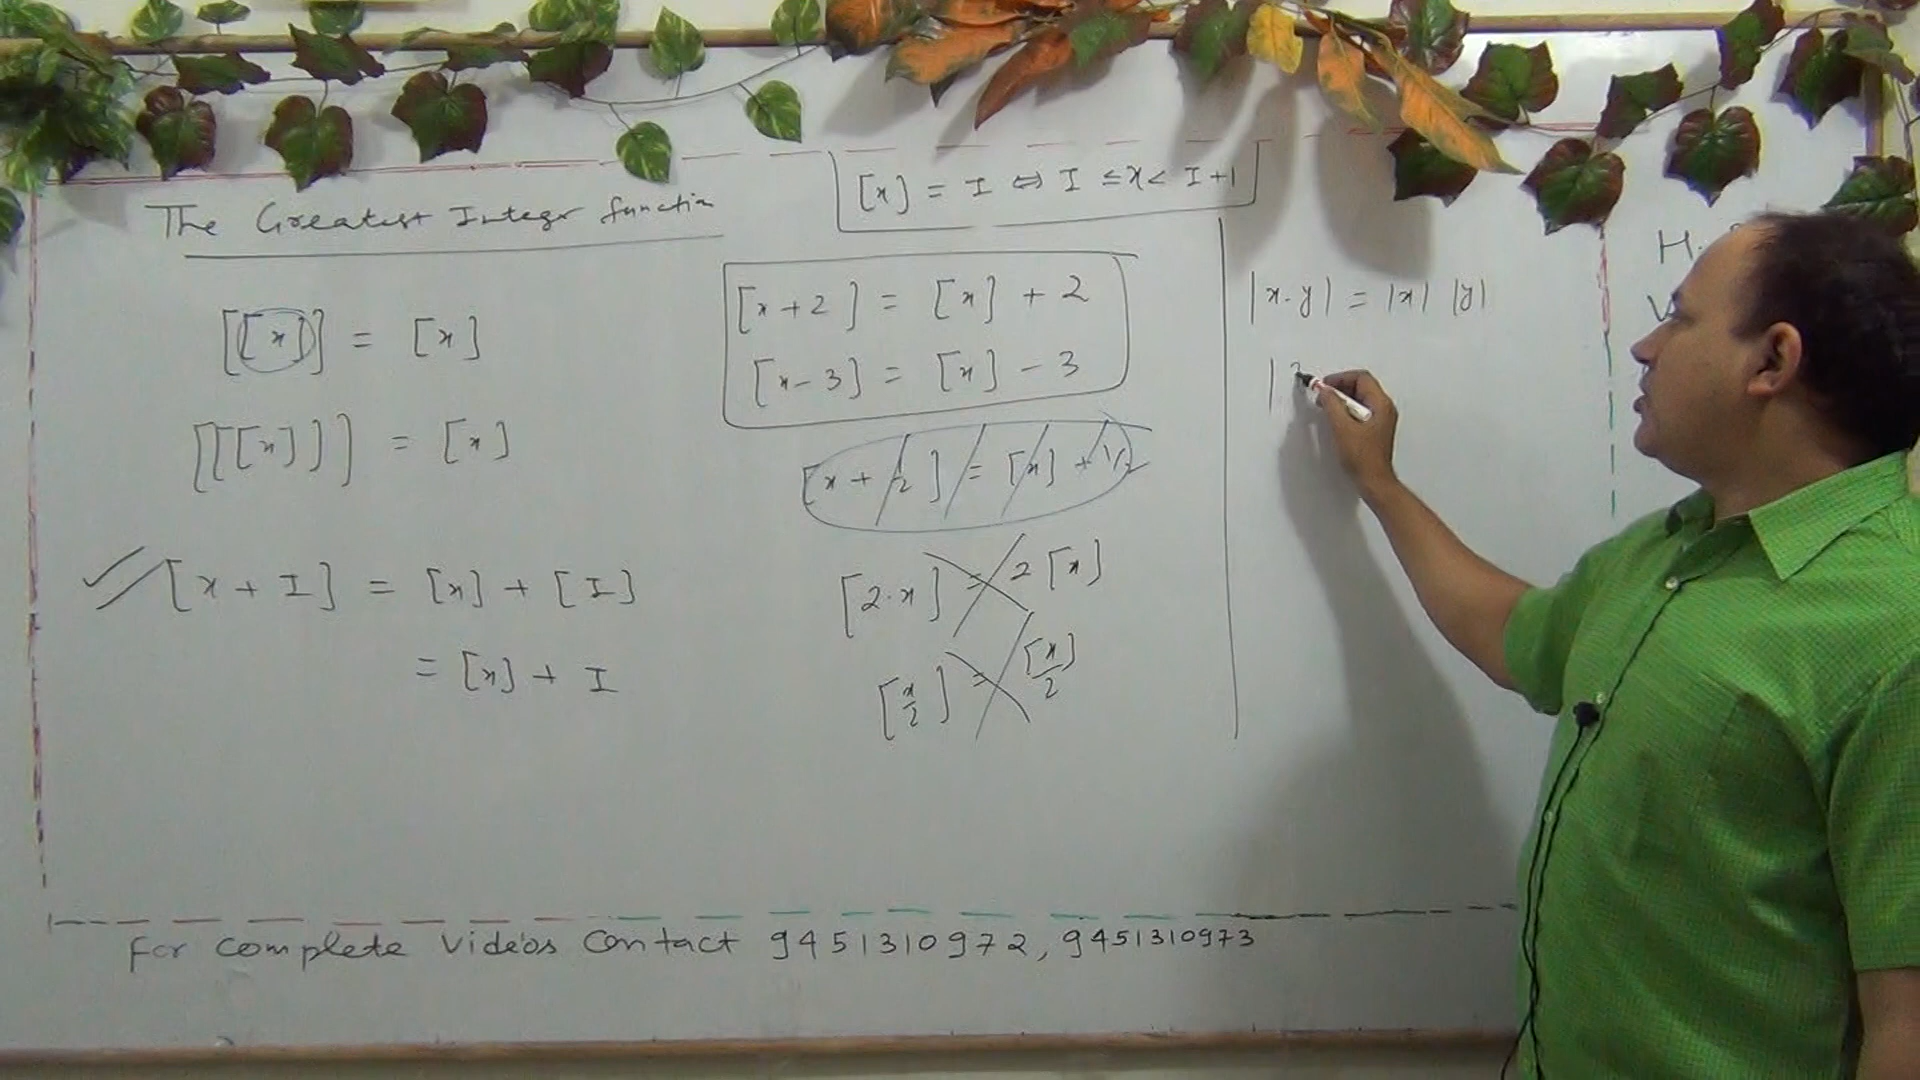 The Greatest Integer function
[x] = I ⇔ I ≤ x < I + 1
[[x]] = [x]
[[[x]]] = [x]
[x + I] = [x] + [I]
= [x] + I
[x + 2] = [x] + 2
[x - 3] = [x] - 3
[x + 1/2] = [x] + 1/2
[2·x] = 2[x]
[x/2] = [x]/2
|x·y| = |x| |y|
For complete Videos Contact 9451310972, 9451310973